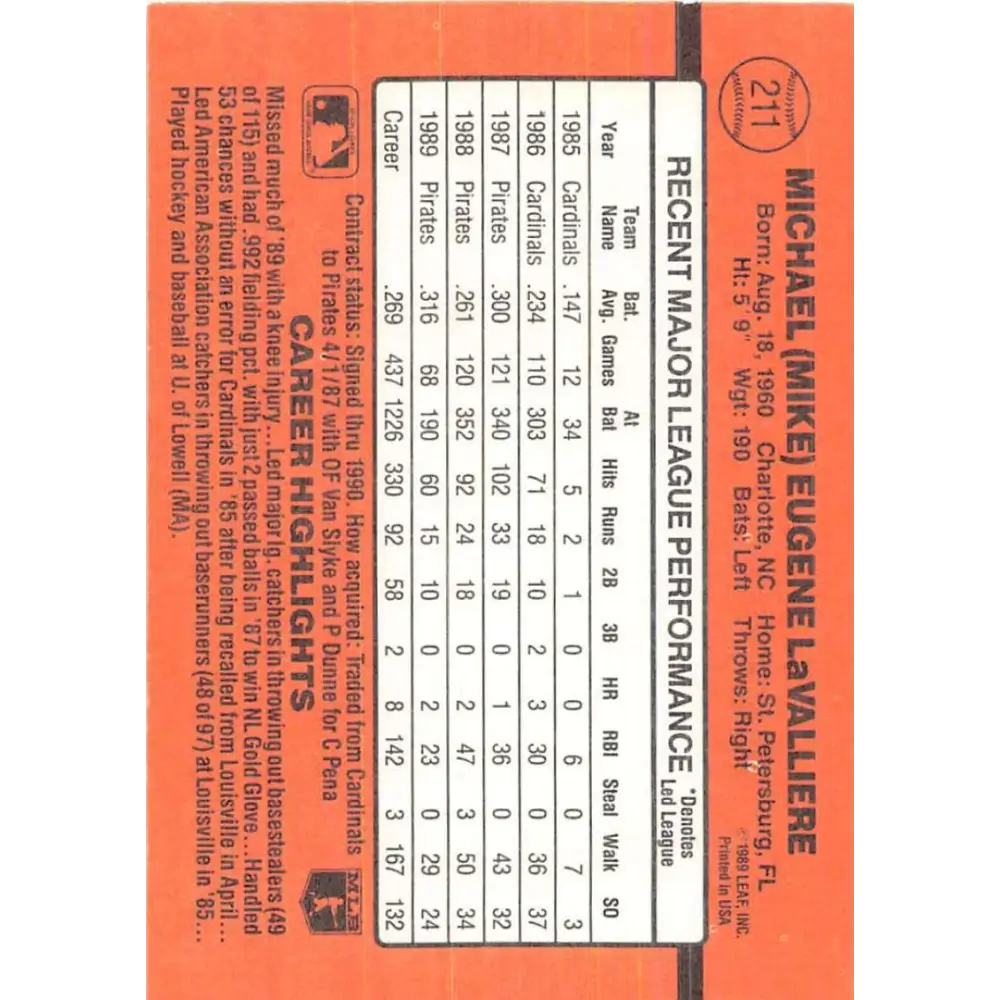 211
MICHAEL (MIKE) EUGENE LaVALLIERE
Born: Aug. 18, 1960 Charlotte, NC Home: St. Petersburg, FL
Ht: 5'9" Wgt: 190 Bats: Left Throws: Right
©1989 LEAF, INC.
Printed in USA
RECENT MAJOR LEAGUE PERFORMANCE
*Denotes
Led League
Year Team Name Bat. Avg. Games At Bat Hits Runs 2B 3B HR RBI Steal Walk SO
1985 Cardinals .147 12 34 5 2 1 0 0 6 0 7 3
1986 Cardinals .234 110 303 71 18 10 2 3 30 0 36 37
1987 Pirates .300 121 340 102 33 19 0 1 36 0 43 32
1988 Pirates .261 120 352 92 24 18 0 2 47 3 50 34
1989 Pirates .316 68 190 60 15 10 0 2 23 0 29 24
Career .269 437 1226 330 92 58 2 8 142 3 167 132
Contract status: Signed thru 1990. How acquired: Traded from Cardinals
to Pirates 4/1/87 with OF Van Slyke and P Dunne for C Pena
MLB
CAREER HIGHLIGHTS
Missed much of '89 with a knee injury...Led major lg. catchers in throwing out basestealers (49
of 115) and had .992 fielding pct. with just 2 passed balls in '87 to win NL Gold Glove...Handled
53 chances without an error for Cardinals in '85 after being recalled from Louisville in April...
Led American Association catchers in throwing out baserunners (48 of 97) at Louisville in '85...
Played hockey and baseball at U. of Lowell (MA).